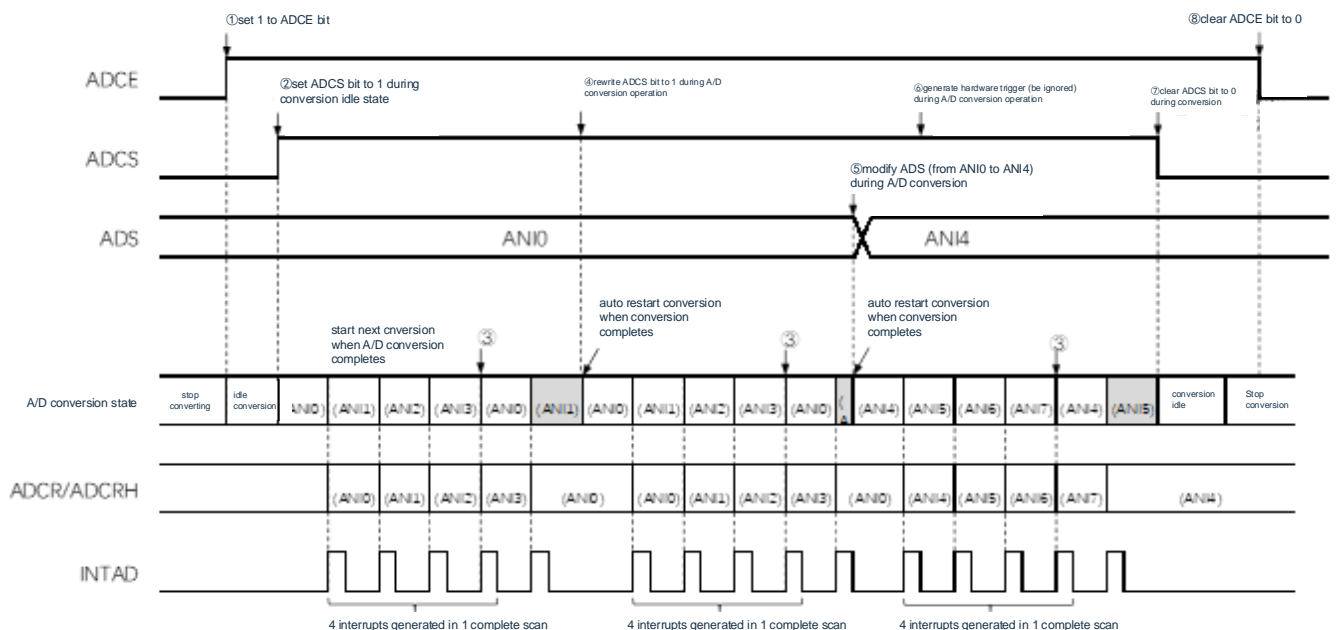 ①set 1 to ADCE bit
⑧clear ADCE bit to 0
ADCE
②set ADCS bit to 1 during
conversion idle state
④rewrite ADCS bit to 1 during A/D
conversion operation
⑥generate hardware trigger (be ignored)
during A/D conversion operation
⑦clear ADCS bit to 0
during conversion
ADCS
⑤modify ADS (from ANI0 to ANI4)
during A/D conversion
ADS
ANI0
ANI4
start next cnversion
when A/D conversion
completes
③
auto restart conversion
when conversion
completes
③
auto restart conversion
when conversion
completes
③
A/D conversion state
stop
converting
idle
conversion
ANI0) (ANI1) (ANI2) (ANI3) (ANI0) (ANI1) (ANI0) (ANI1) (ANI2) (ANI3) (ANI0) (A (ANI4) (ANI5) (ANI6) (ANI7) (ANI4) (ANI5)
conversion
idle
Stop
conversion
ADCR/ADCRH
(ANI0) (ANI1) (ANI2) (ANI3) (ANI0) (ANI0) (ANI1) (ANI2) (ANI3) (ANI0) (ANI4) (ANI5) (ANI6) (ANI7) (ANI4)
INTAD
4 interrupts generated in 1 complete scan
4 interrupts generated in 1 complete scan
4 interrupts generated in 1 complete scan